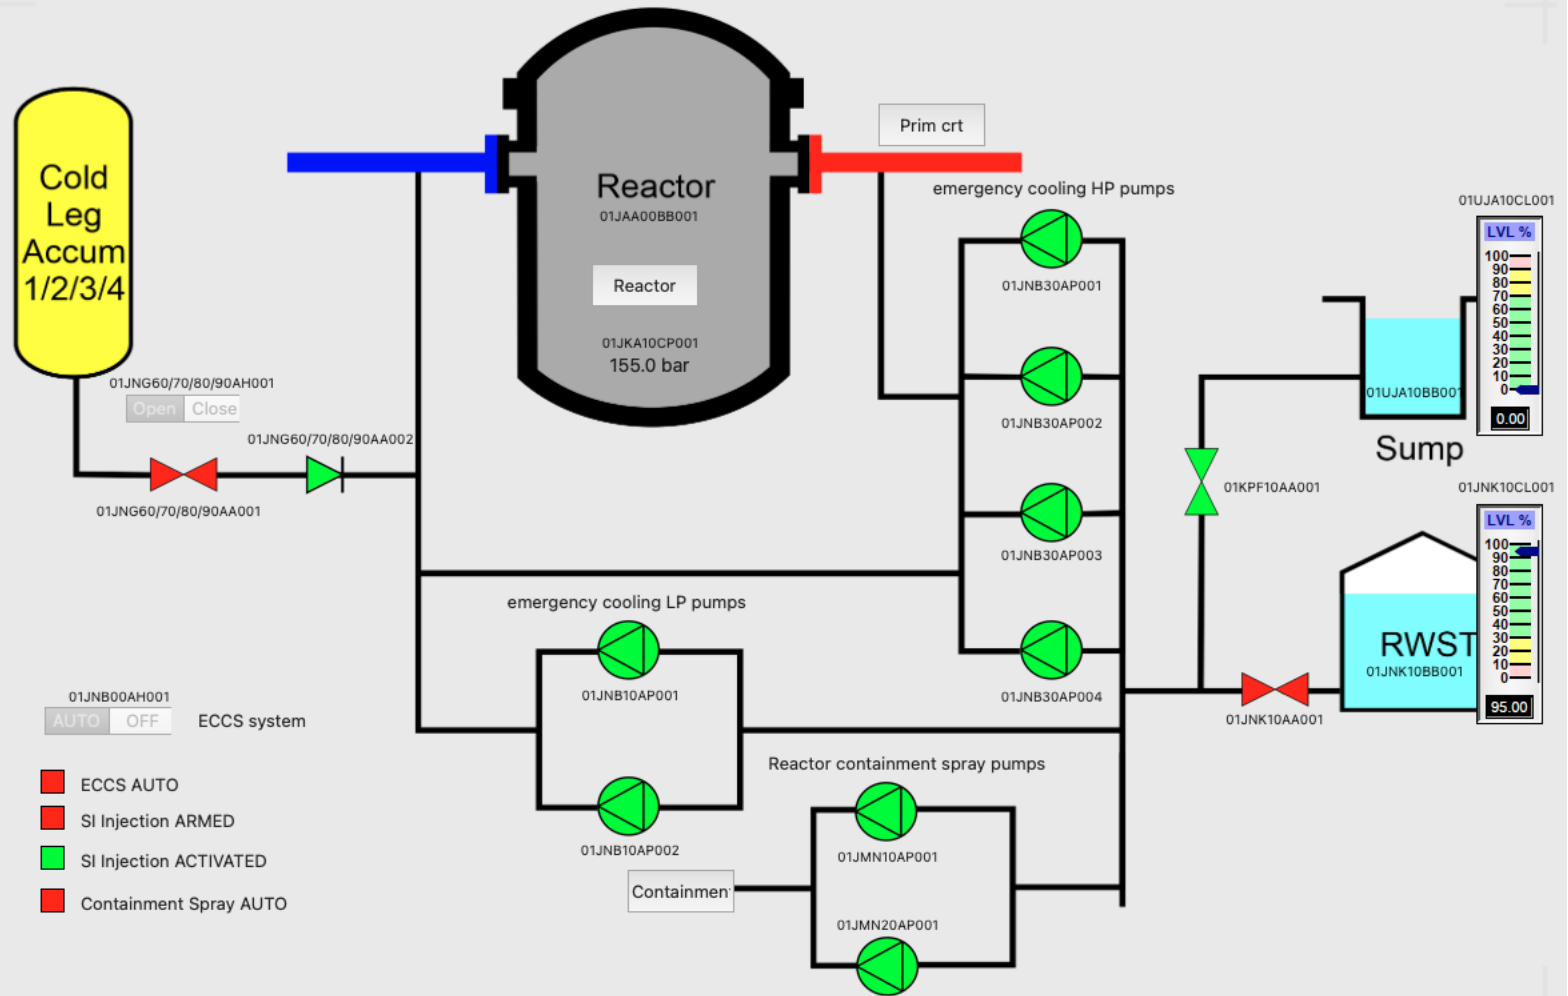 Cold
Leg
Accum
1/2/3/4
01JNG60/70/80/90AH001
Open Close
01JNG60/70/80/90AA002
01JNG60/70/80/90AA001
Reactor
01JAA00BB001
Reactor
01JKA10CP001
155.0 bar
Prim crt
emergency cooling HP pumps
01JNB30AP001
01JNB30AP002
01JNB30AP003
01JNB30AP004
01UJA10CL001
LVL %
100
90
80
70
60
50
40
30
20
10
0
0.00
01UJA10BB001
Sump
01KPF10AA001
01JNK10CL001
LVL %
100
90
80
70
60
50
40
30
20
10
0
95.00
RWST
01JNK10BB001
01JNK10AA001
emergency cooling LP pumps
01JNB10AP001
01JNB10AP002
Reactor containment spray pumps
01JMN10AP001
01JMN20AP001
Containmen
01JNB00AH001
AUTO OFF ECCS system
ECCS AUTO
SI Injection ARMED
SI Injection ACTIVATED
Containment Spray AUTO